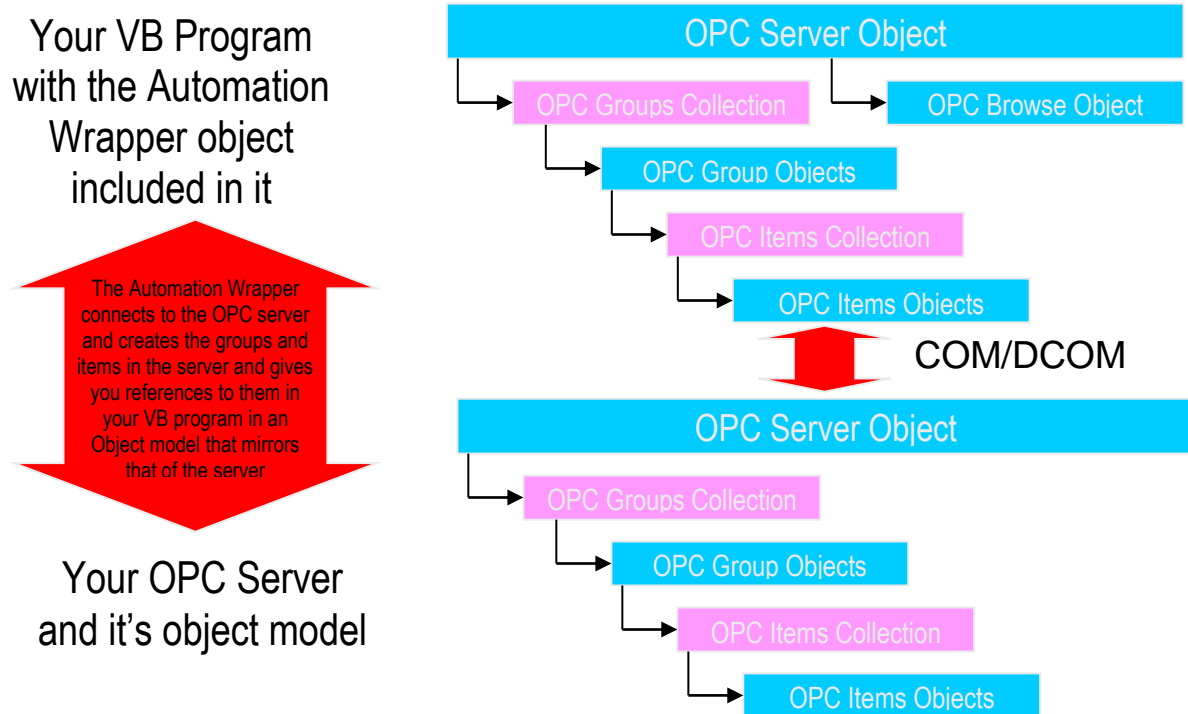 Your VB Program
with the Automation
Wrapper object
included in it
The Automation Wrapper
connects to the OPC server
and creates the groups and
items in the server and gives
you references to them in
your VB program in an
Object model that mirrors
that of the server
Your OPC Server
and it's object model
OPC Server Object
OPC Groups Collection
OPC Browse Object
OPC Group Objects
OPC Items Collection
OPC Items Objects
COM/DCOM
OPC Server Object
OPC Groups Collection
OPC Group Objects
OPC Items Collection
OPC Items Objects